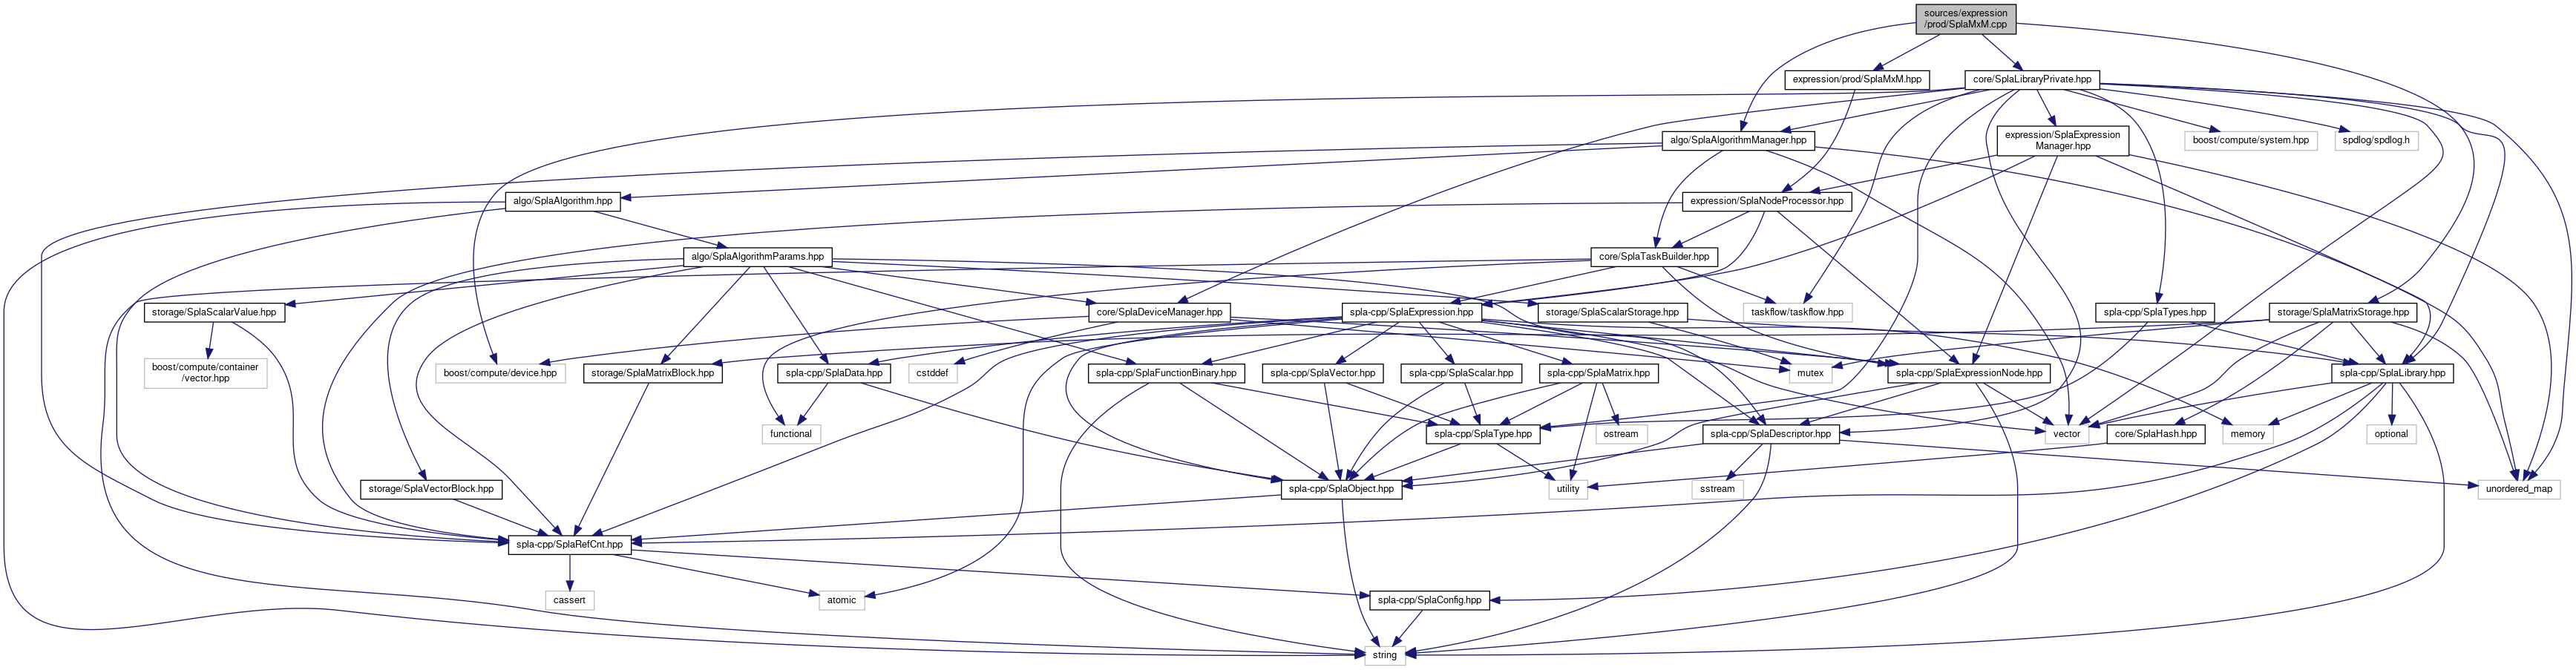 sources/expression
/prod/SplaMxM.cpp
expression/prod/SplaMxM.hpp
core/SplaLibraryPrivate.hpp
algo/SplaAlgorithmManager.hpp
expression/SplaExpression
Manager.hpp
boost/compute/system.hpp
spdlog/spdlog.h
algo/SplaAlgorithm.hpp
expression/SplaNodeProcessor.hpp
algo/SplaAlgorithmParams.hpp
core/SplaTaskBuilder.hpp
storage/SplaScalarValue.hpp
core/SplaDeviceManager.hpp
spla-cpp/SplaExpression.hpp
storage/SplaScalarStorage.hpp
taskflow/taskflow.hpp
spla-cpp/SplaTypes.hpp
storage/SplaMatrixStorage.hpp
boost/compute/container
/vector.hpp
boost/compute/device.hpp
storage/SplaMatrixBlock.hpp
spla-cpp/SplaData.hpp
cstddef
spla-cpp/SplaFunctionBinary.hpp
spla-cpp/SplaVector.hpp
spla-cpp/SplaScalar.hpp
spla-cpp/SplaMatrix.hpp
mutex
spla-cpp/SplaExpressionNode.hpp
spla-cpp/SplaLibrary.hpp
functional
spla-cpp/SplaType.hpp
ostream
spla-cpp/SplaDescriptor.hpp
vector
core/SplaHash.hpp
memory
optional
storage/SplaVectorBlock.hpp
spla-cpp/SplaObject.hpp
utility
sstream
unordered_map
spla-cpp/SplaRefCnt.hpp
cassert
atomic
spla-cpp/SplaConfig.hpp
string